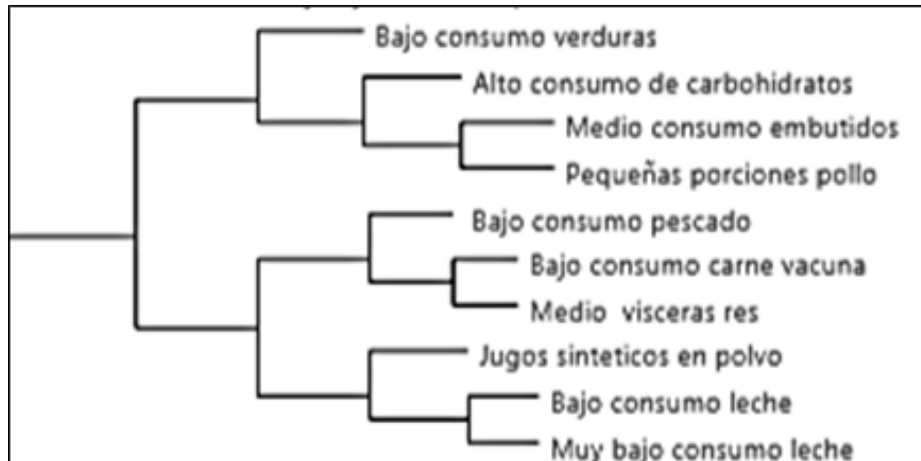 Bajo consumo verduras
Alto consumo de carbohidratos
Medio consumo embutidos
Pequeñas porciones pollo
Bajo consumo pescado
Bajo consumo carne vacuna
Medio visceras res
Jugos sinteticos en polvo
Bajo consumo leche
Muy bajo consumo leche